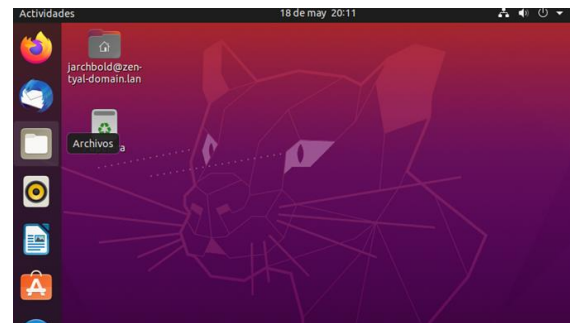 Actividades
18 de may 20:11
jarchbold@zen-
tyal-domain.lan
Archivos
a